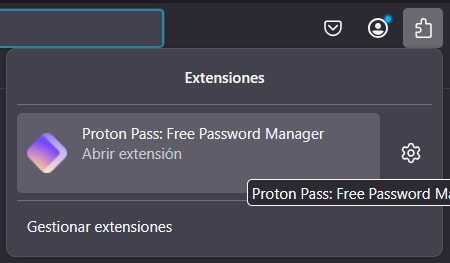 Extensiones
Proton Pass: Free Password Manager
Abrir extensión
Proton Pass: Free Password Ma
Gestionar extensiones